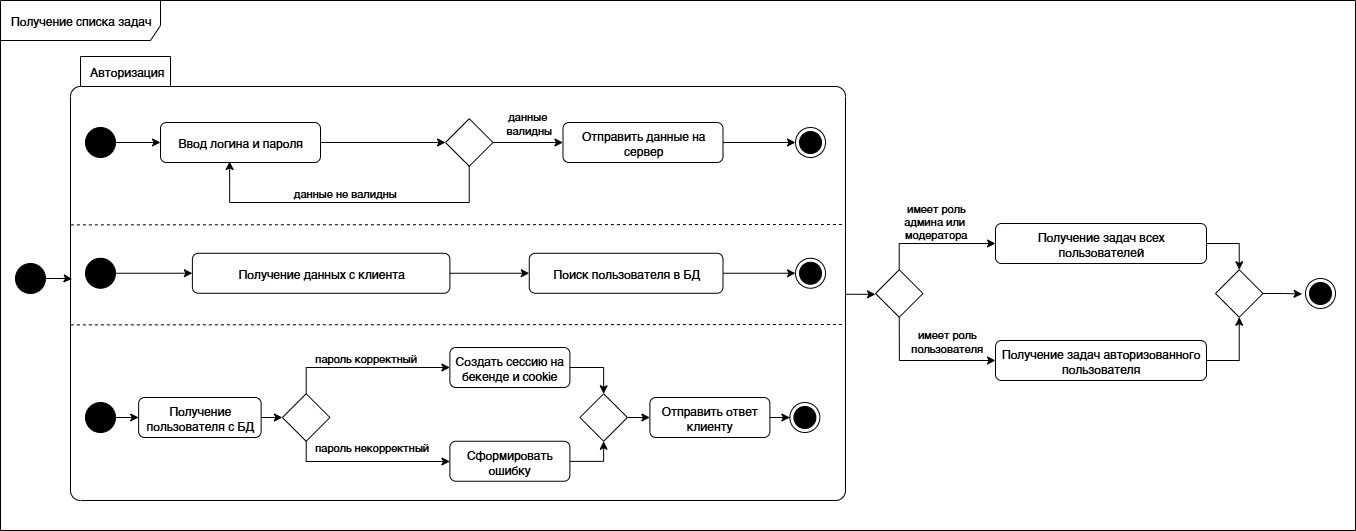 Получение списка задач
Авторизация
Ввод логина и пароля
данные
валидны
Отправить данные на
сервер
данные не валидны
Получение данных с клиента
Поиск пользователя в БД
Получение
пользователя с БД
пароль корректный
Создать сессию на
бекенде и cookie
пароль некорректный
Сформировать
ошибку
Отправить ответ
клиенту
имеет роль
админа или
модератора
Получение задач всех
пользователей
имеет роль
пользователя
Получение задач авторизованного
пользователя